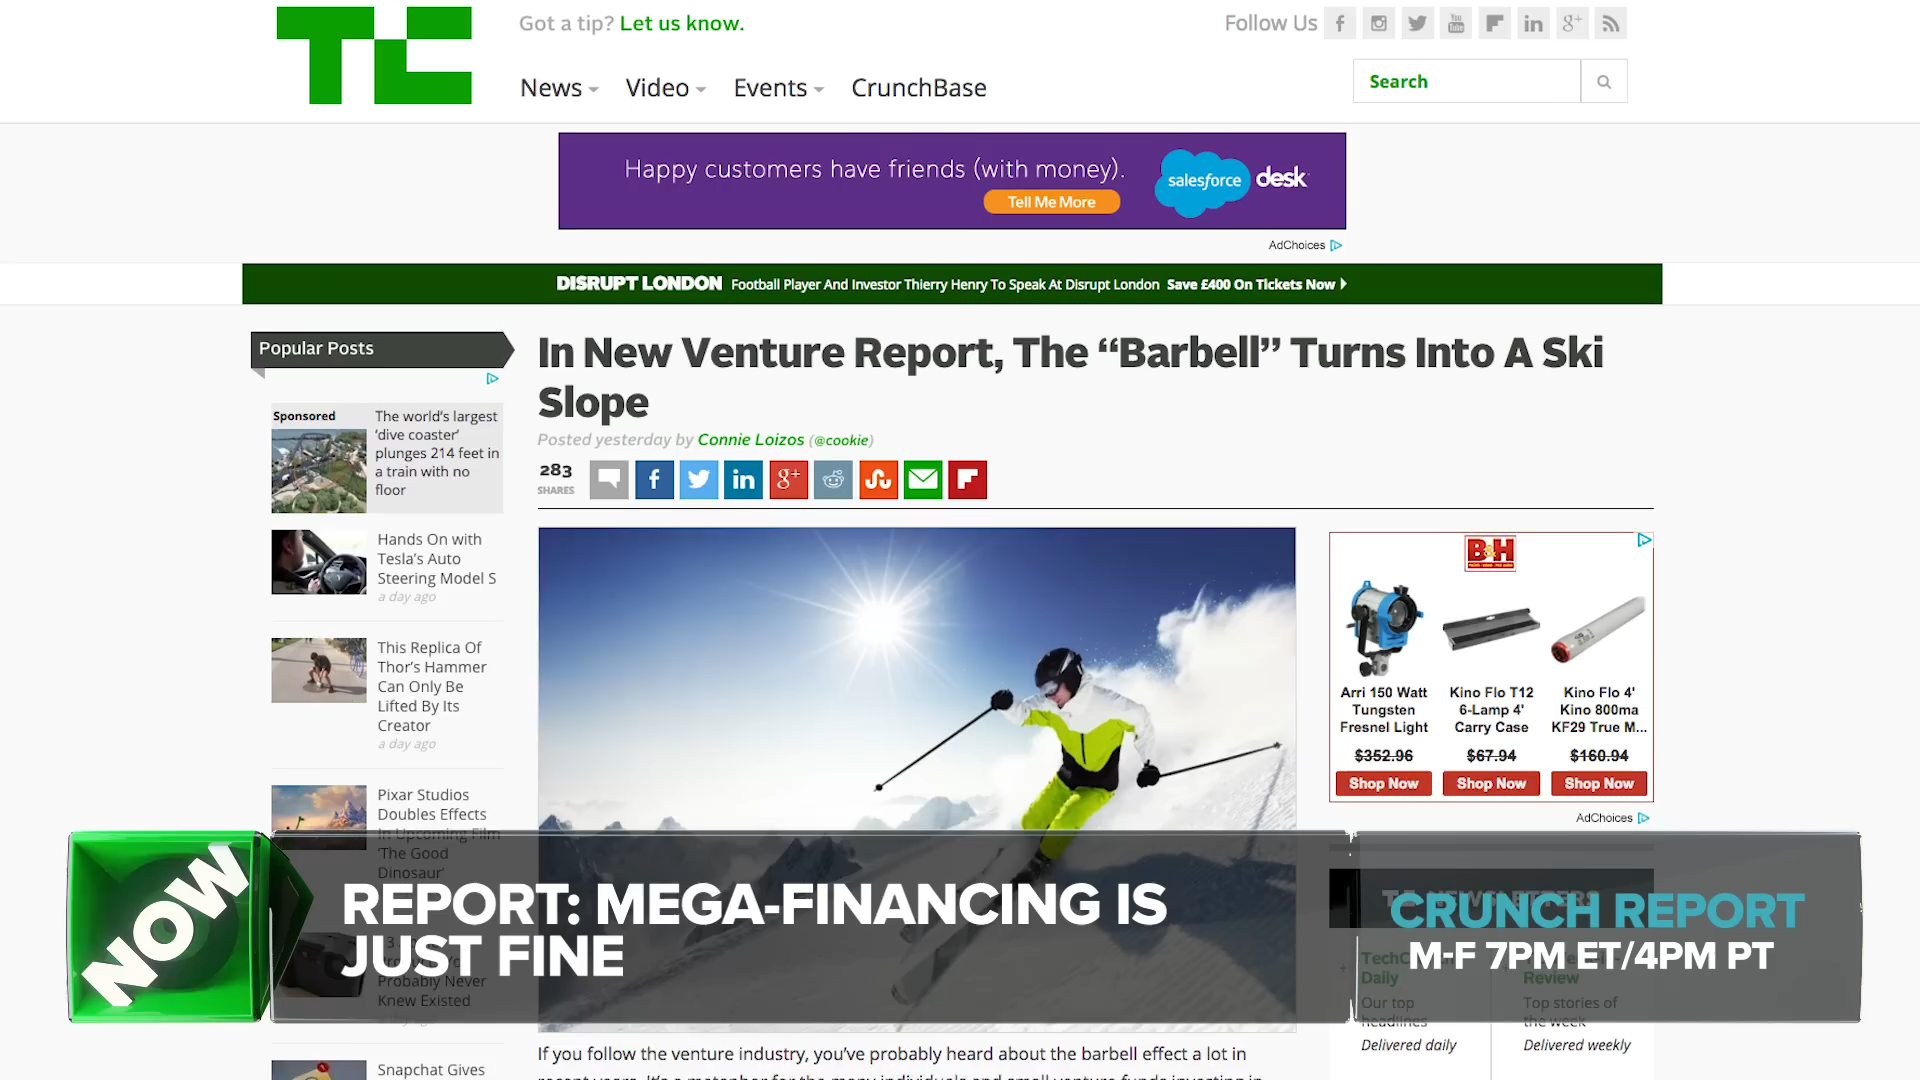 TC
Got a tip? Let us know.
Follow Us
News
Video
Events
CrunchBase
Search
Happy customers have friends (with money).
Tell Me More
salesforce desk
AdChoices
DISRUPT LONDON Football Player And Investor Thierry Henry To Speak At Disrupt London Save £400 On Tickets Now
Popular Posts
Sponsored
The world's largest
'dive coaster'
plunges 214 feet in
a train with no
floor
Hands On with
Tesla's Auto
Steering Model S
a day ago
This Replica Of
Thor's Hammer
Can Only Be
Lifted By Its
Creator
a day ago
Pixar Studios
Doubles Effects
In Upcoming Film
'The Good
Dinosaur'
Probably Never
Knew Existed
Snapchat Gives
In New Venture Report, The “Barbell” Turns Into A Ski
Slope
Posted yesterday by Connie Loizos (@cookie)
283
SHARES
If you follow the venture industry, you've probably heard about the barbell effect a lot in
B&H
Arri 150 Watt
Tungsten
Fresnel Light
$352.96
Shop Now
Kino Flo T12
6-Lamp 4'
Carry Case
$67.94
Shop Now
Kino Flo 4'
Kino 800ma
KF29 True M...
$160.94
Shop Now
AdChoices
NEWSLETTERS
Daily
Our top
headlines
Delivered daily
Review
Top stories of
the week
Delivered weekly
NOW
REPORT: MEGA-FINANCING IS
JUST FINE
CRUNCH REPORT
M-F 7PM ET/4PM PT